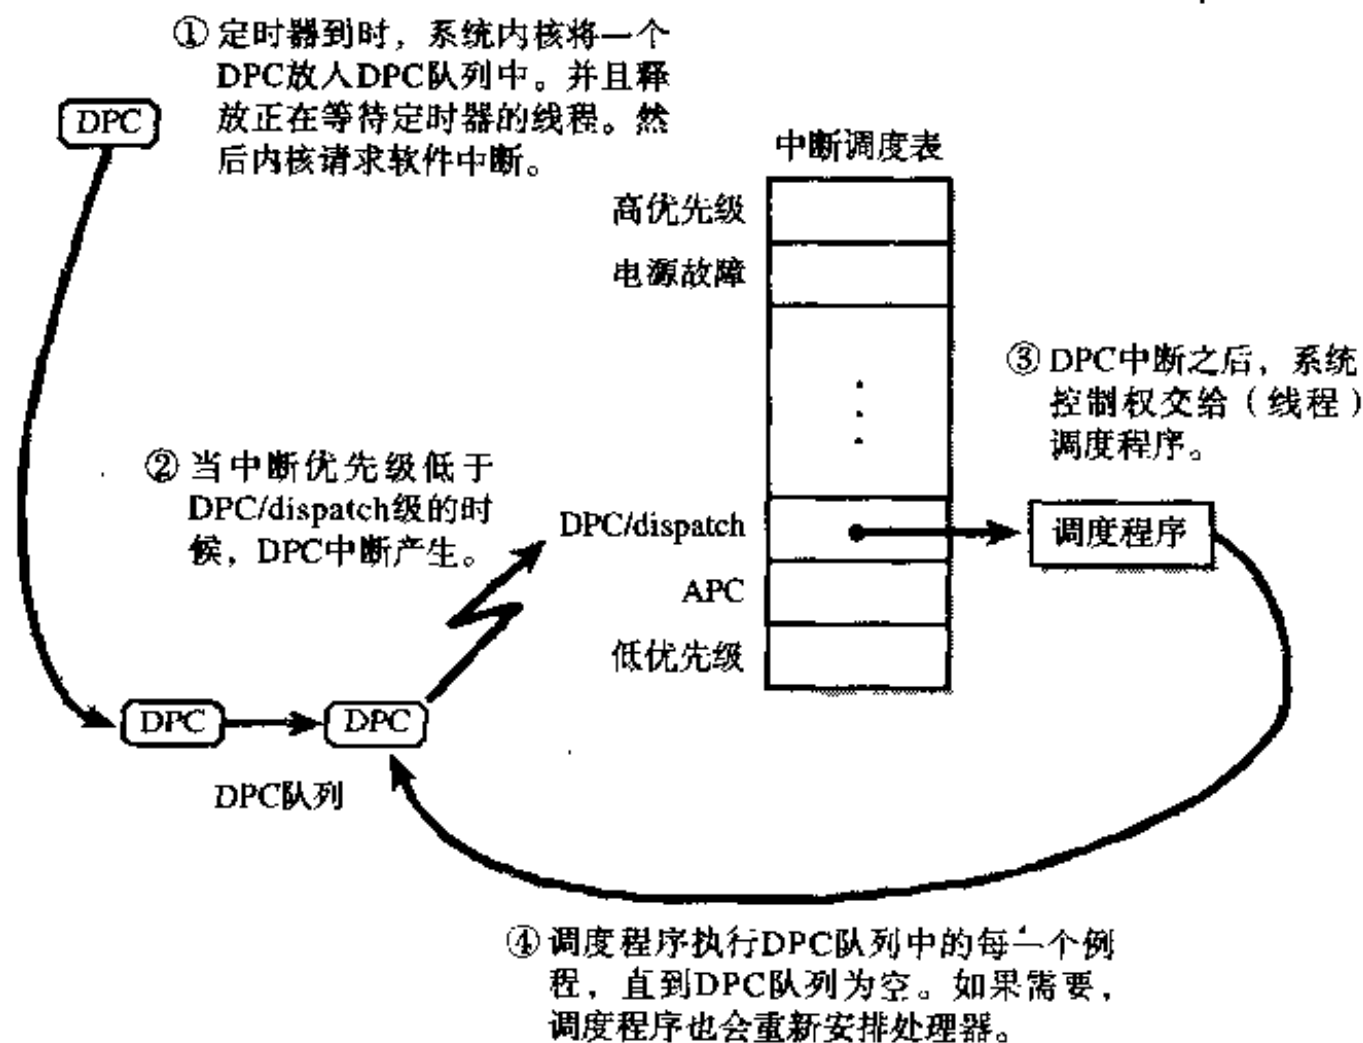 ① 定时器到时，系统内核将一个
DPC放人DPC队列中。并且释
放正在等待定时器的线程。然
后内核请求软件中断。
DPC
中断调度表
高优先级
电源故障
③ DPC中断之后，系统
控制权交给（线程）
调度程序。
② 当中断优先级低于
DPC/dispatch级的时
候，DPC中断产生。
DPC/dispatch
调度程序
APC
低优先级
DPC
DPC
DPC队列
④ 调度程序执行DPC队列中的每一个例
程，直到DPC队列为空。如果需要，
调度程序也会重新安排处理器。